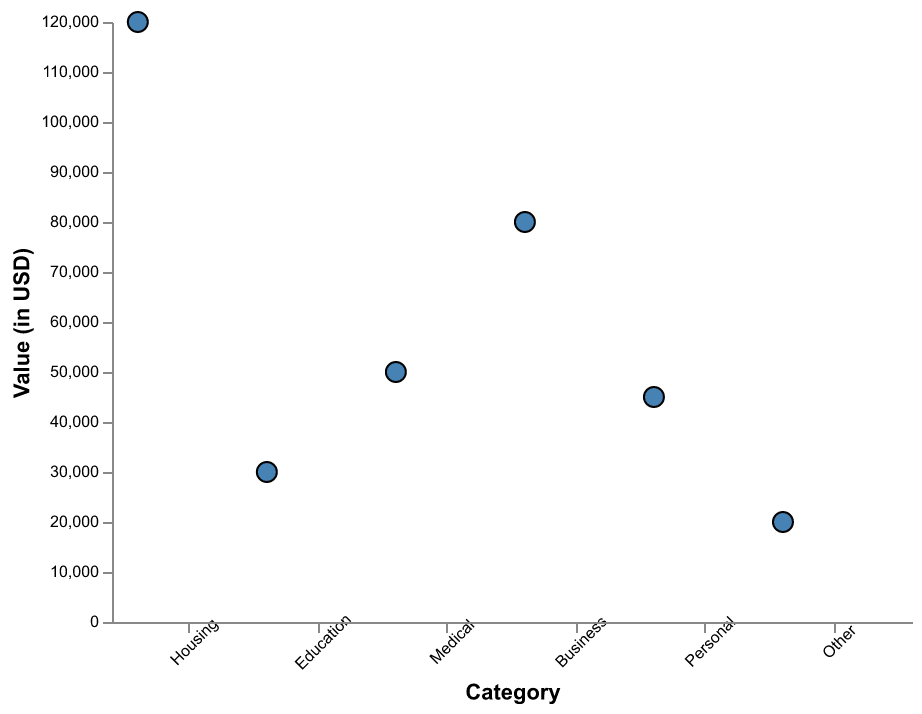 120,000
110,000
100,000
90,000
80,000
70,000
60,000
50,000
40,000
30,000
20,000
10,000
0
Value (in USD)
Housing
Education
Medical
Business
Personal
Other
Category